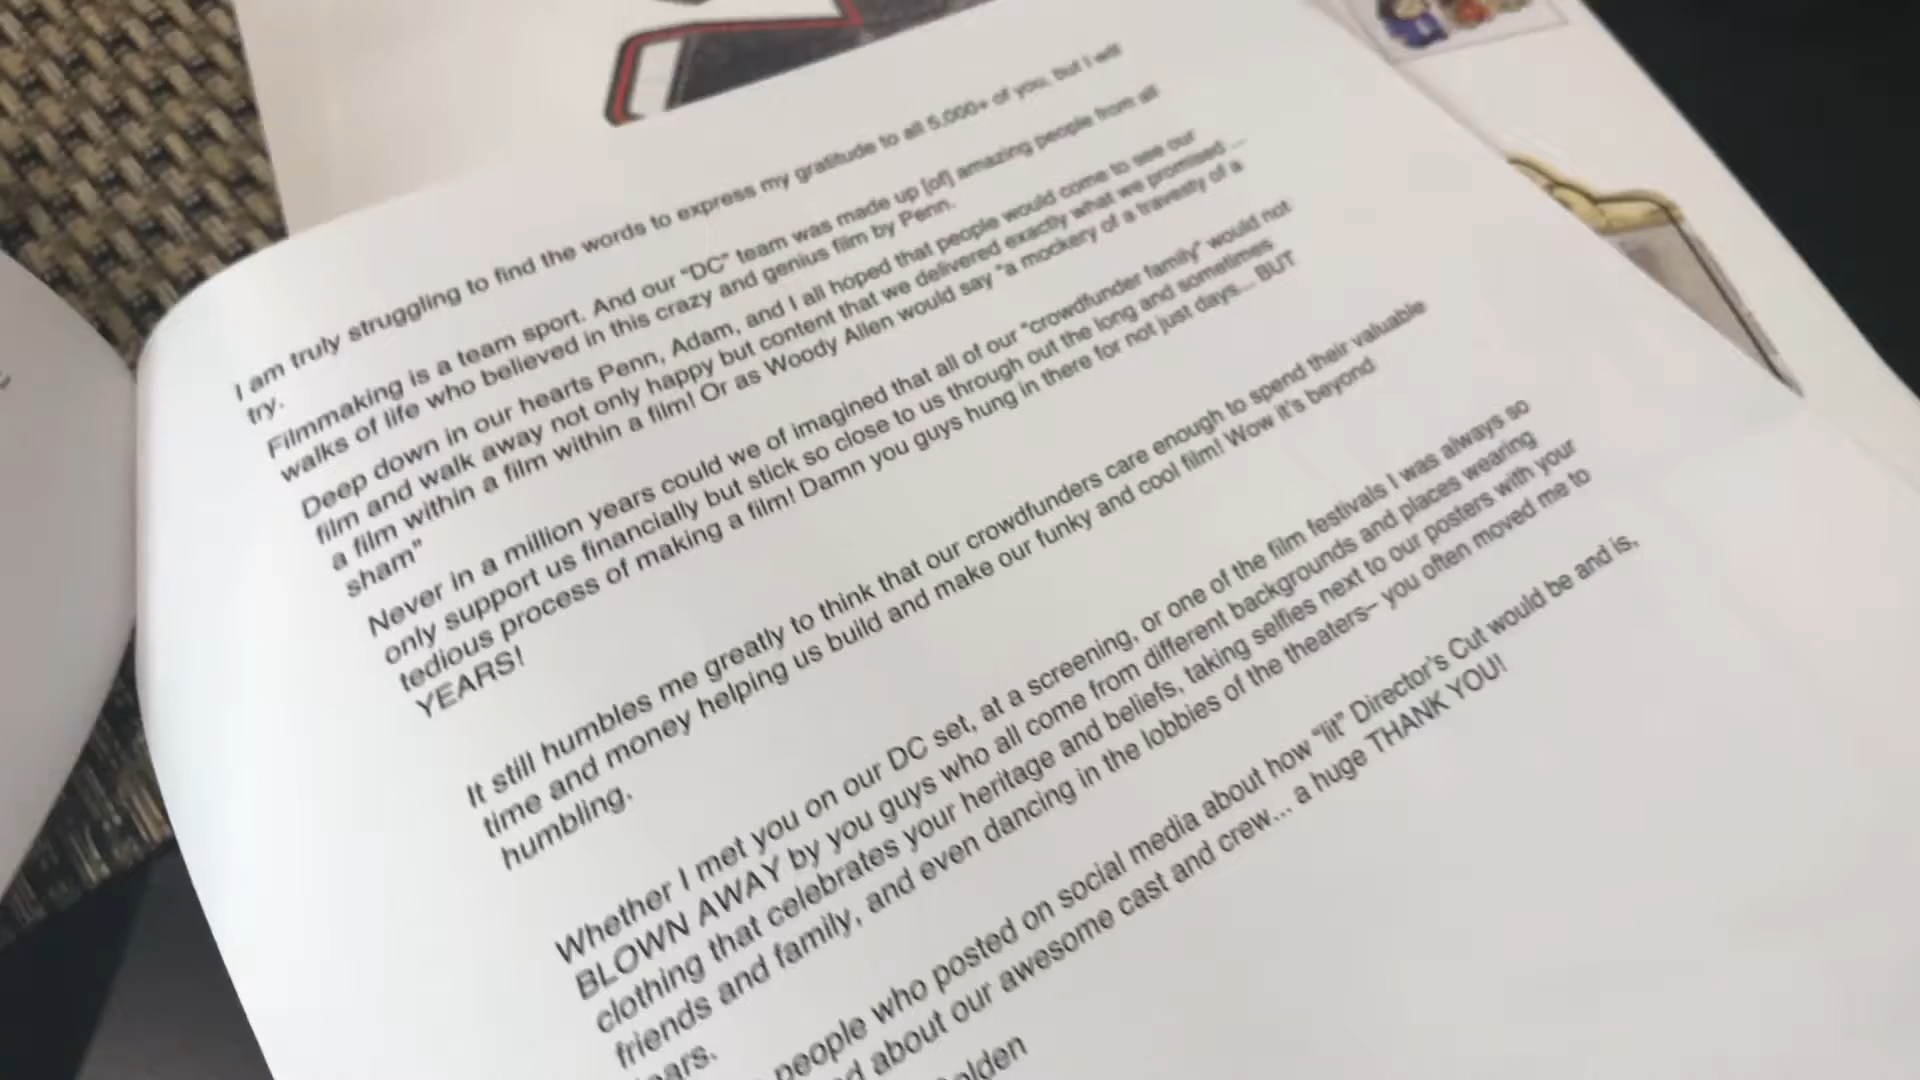 I am truly struggling to find the words to express my gratitude to all 5,000+ of you, but I will
try.
Filmmaking is a team sport. And our "DC" team was made up [of] amazing people from all
walks of life who believed in this crazy and genius film by Penn.
Deep down in our hearts Penn, Adam, and I all hoped that people would come to see our
film and walk away not only happy but content that we delivered exactly what we promised ...
a film within a film within a film! Or as Woody Allen would say "a mockery of a travesty of a
sham"
Never in a million years could we of imagined that all of our "crowdfunder family" would not
only support us financially but stick so close to us through out the long and sometimes
tedious process of making a film! Damn you guys hung in there for not just days... BUT
YEARS!
It still humbles me greatly to think that our crowdfunders care enough to spend their valuable
time and money helping us build and make our funky and cool film! Wow it's beyond
humbling.
Whether I met you on our DC set, at a screening, or one of the film festivals I was always so
BLOWN AWAY by you guys who all come from different backgrounds and places wearing
clothing that celebrates your heritage and beliefs, taking selfies next to our posters with your
friends and family, and even dancing in the lobbies of the theaters– you often moved me to
people who posted on social media about how "lit" Director's Cut would be and is,
about our awesome cast and crew... a huge THANK YOU!